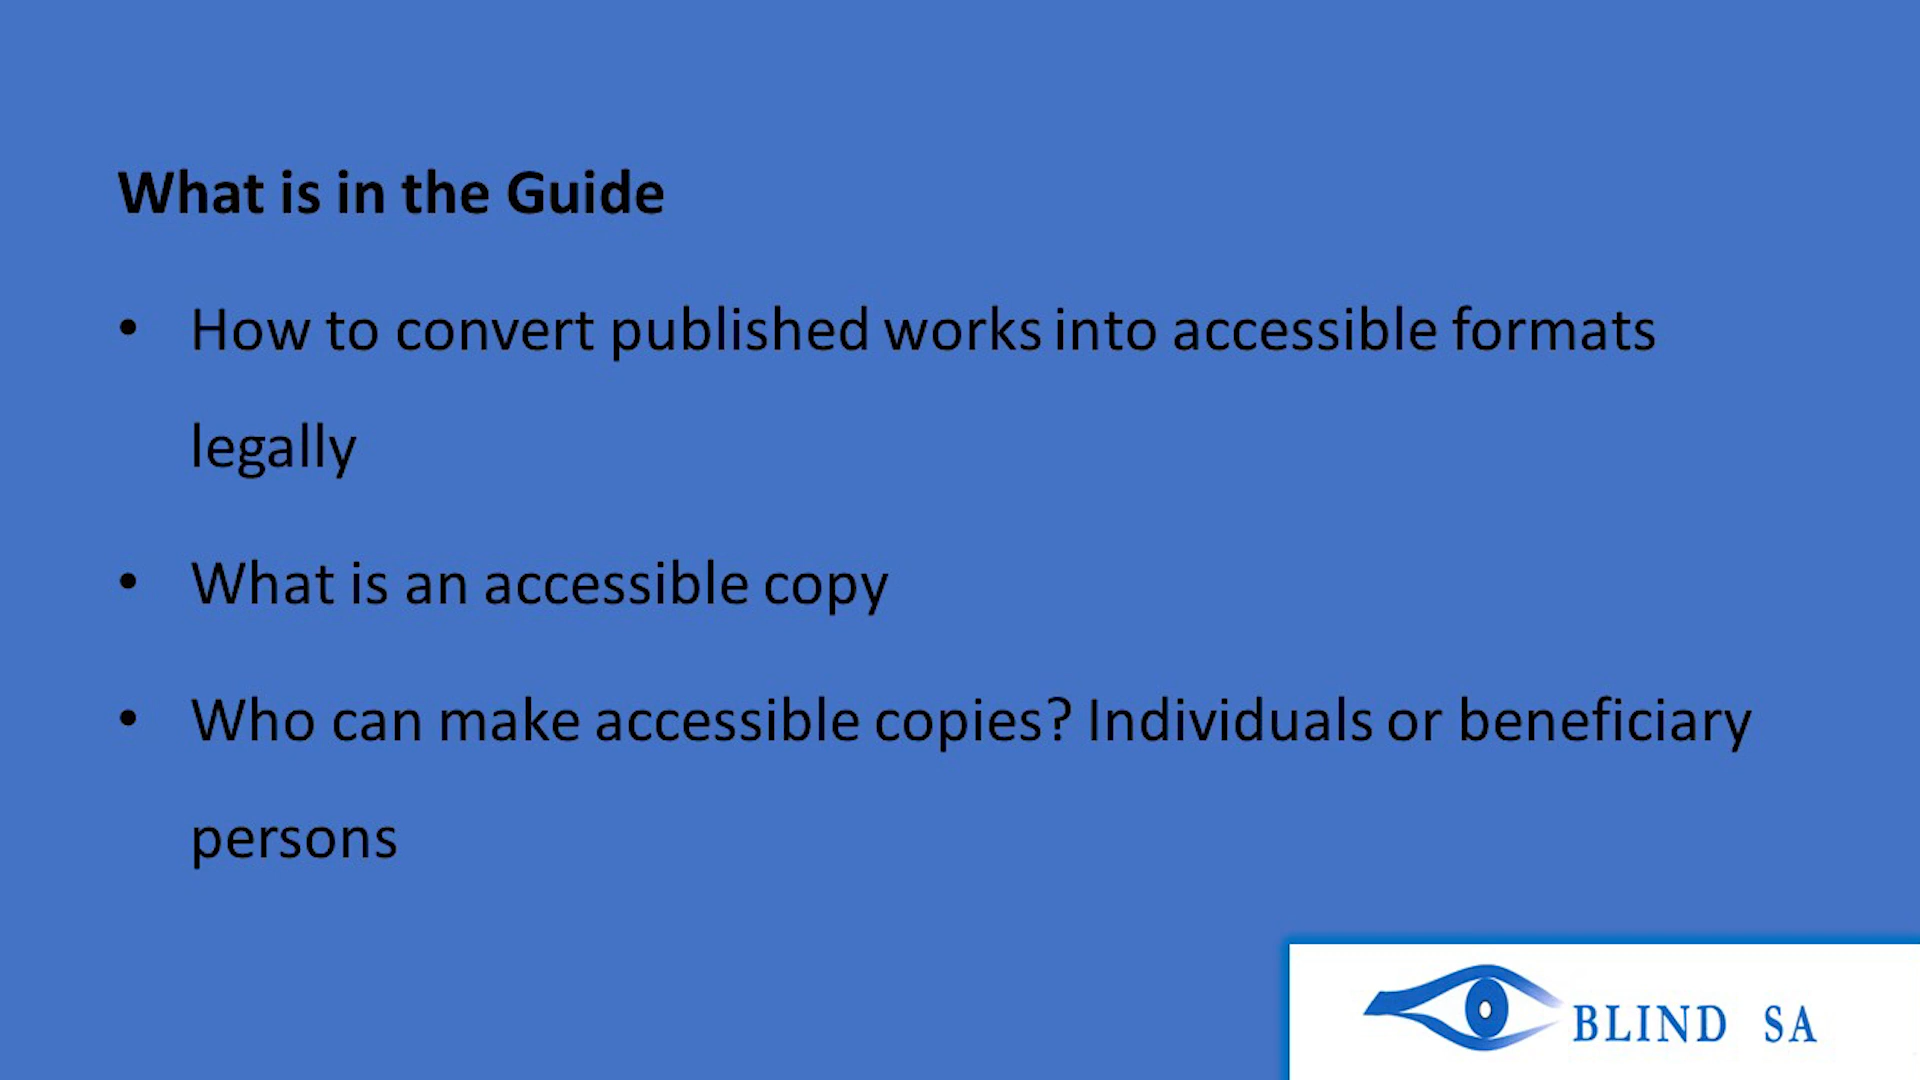 What is in the Guide
• How to convert published works into accessible formats
legally
• What is an accessible copy
• Who can make accessible copies? Individuals or beneficiary
persons
BLIND SA